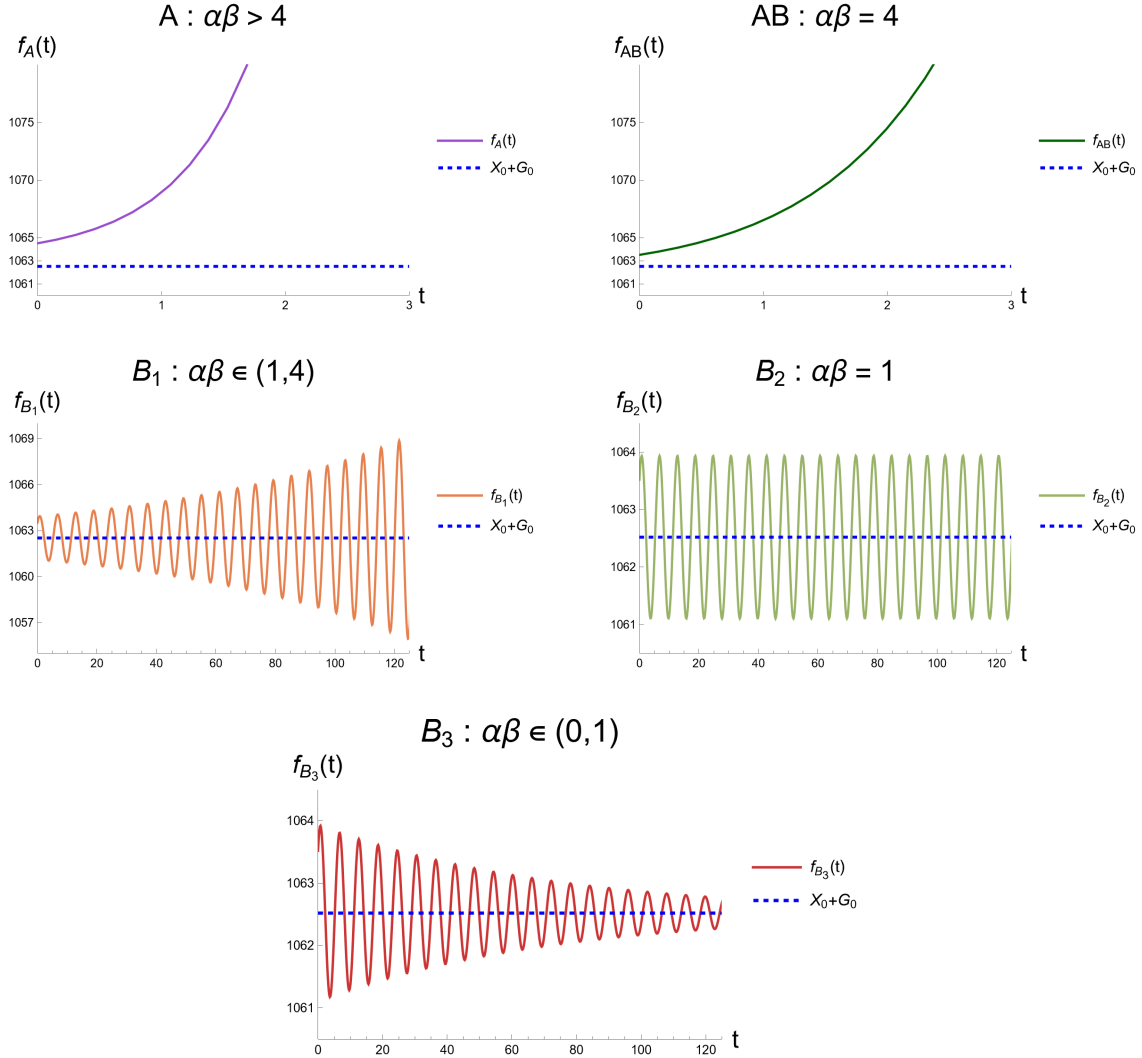 A : αβ > 4
f_A(t)
1075
1070
1065
1063
1061
0 1 2 3 t
f_A(t)
X_0+G_0
AB : αβ = 4
f_AB(t)
1075
1070
1065
1063
1061
0 1 2 3 t
f_AB(t)
X_0+G_0
B_1 : αβ ∈ (1,4)
f_B_1(t)
1069
1066
1063
1060
1057
0 20 40 60 80 100 120 t
f_B_1(t)
X_0+G_0
B_2 : αβ = 1
f_B_2(t)
1064
1063
1062
1061
0 20 40 60 80 100 120 t
f_B_2(t)
X_0+G_0
B_3 : αβ ∈ (0,1)
f_B_3(t)
1064
1063
1062
1061
0 20 40 60 80 100 120 t
f_B_3(t)
X_0+G_0